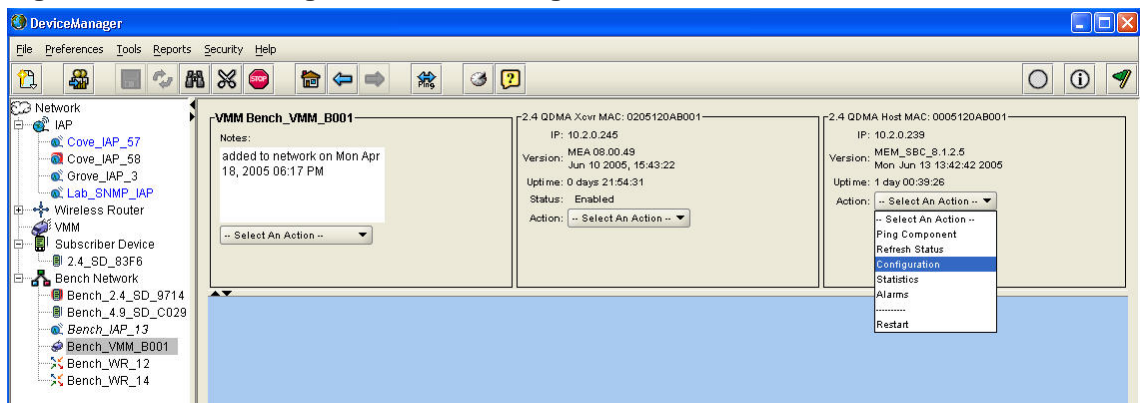 DeviceManager
File Preferences Tools Reports Security Help
STOP
Ping
Network
IAP
Cove_IAP_57
Cove_IAP_58
Grove_IAP_3
Lab_SNMP_IAP
Wireless Router
VMM
Subscriber Device
2.4_SD_83F6
Bench Network
Bench_2.4_SD_9714
Bench_4.9_SD_C029
Bench_IAP_13
Bench_VMM_B001
Bench_WR_12
Bench_WR_14
VMM Bench_VMM_B001
Notes:
added to network on Mon Apr
18, 2005 06:17 PM
-- Select An Action --
2.4 QDMA Xcvr MAC: 0205120AB001
IP: 10.2.0.245
Version: MEA 08.00.49
Jun 10 2005, 15:43:22
Uptime: 0 days 21:54:31
Status: Enabled
Action: -- Select An Action --
2.4 QDMA Host MAC: 0005120AB001
IP: 10.2.0.239
Version: MEM_SBC_8.1.2.5
Mon Jun 13 13:42:42 2005
Uptime: 1 day 00:39:26
Action: -- Select An Action --
-- Select An Action --
Ping Component
Refresh Status
Configuration
Statistics
Alarms
----------
Restart